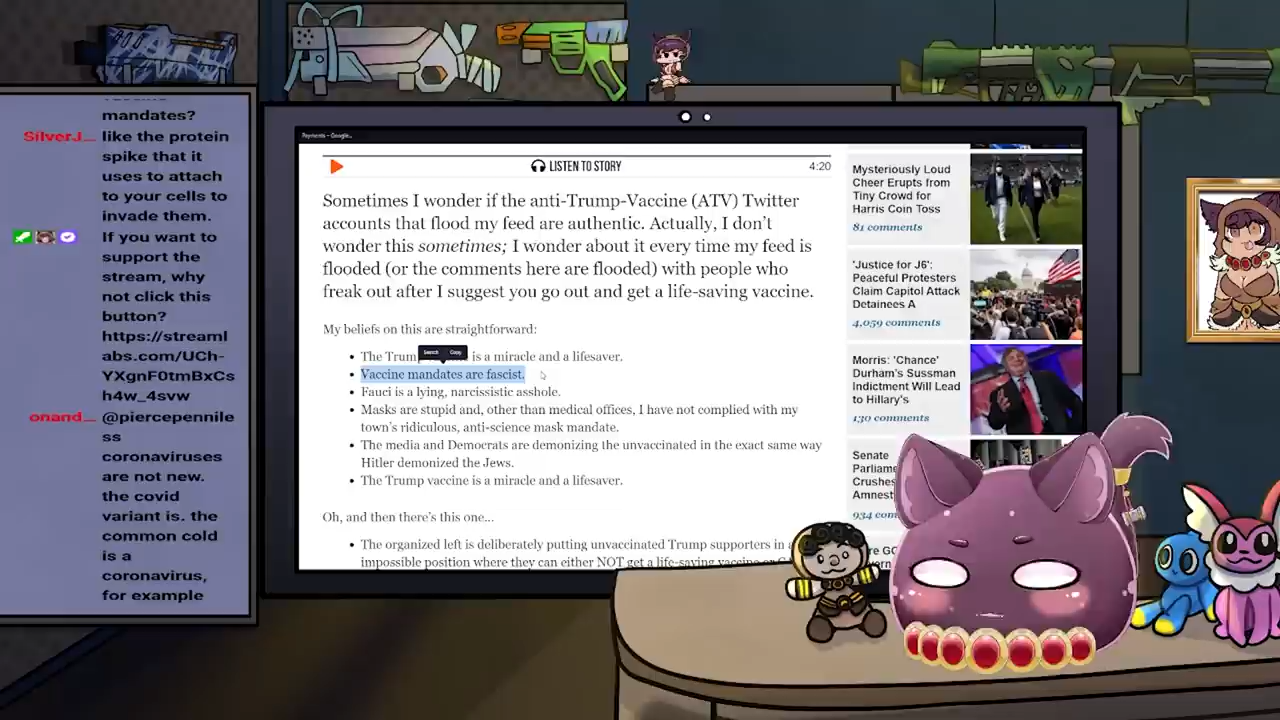 mandates?
SilverJ... like the protein
spike that it
uses to attach
to your cells to
invade them.
If you want to
support the
stream, why
not click this
button?
https://streaml
abs.com/UCh-
YXgnF0tmBxCs
h4w_4svw
onand... @piercepennile
ss
coronaviruses
are not new.
the covid
variant is. the
common cold
is a
coronavirus,
for example
Payments - Google...
LISTEN TO STORY 4:20
Sometimes I wonder if the anti-Trump-Vaccine (ATV) Twitter
accounts that flood my feed are authentic. Actually, I don't
wonder this sometimes; I wonder about it every time my feed is
flooded (or the comments here are flooded) with people who
freak out after I suggest you go out and get a life-saving vaccine.
My beliefs on this are straightforward:
Search Copy
• The Trum is a miracle and a lifesaver.
• Vaccine mandates are fascist.
• Fauci is a lying, narcissistic asshole.
• Masks are stupid and, other than medical offices, I have not complied with my
town's ridiculous, anti-science mask mandate.
• The media and Democrats are demonizing the unvaccinated in the exact same way
Hitler demonized the Jews.
• The Trump vaccine is a miracle and a lifesaver.
Oh, and then there's this one...
• The organized left is deliberately putting unvaccinated Trump supporters in a
impossible position where they can either NOT get a life-saving vaccine
Mysteriously Loud
Cheer Erupts from
Tiny Crowd for
Harris Coin Toss
81 comments
'Justice for J6':
Peaceful Protesters
Claim Capitol Attack
Detainees A
4,059 comments
Morris: 'Chance'
Durham's Sussman
Indictment Will Lead
to Hillary's
130 comments
Senate
Parliame
Crushes
Amnest
934 com